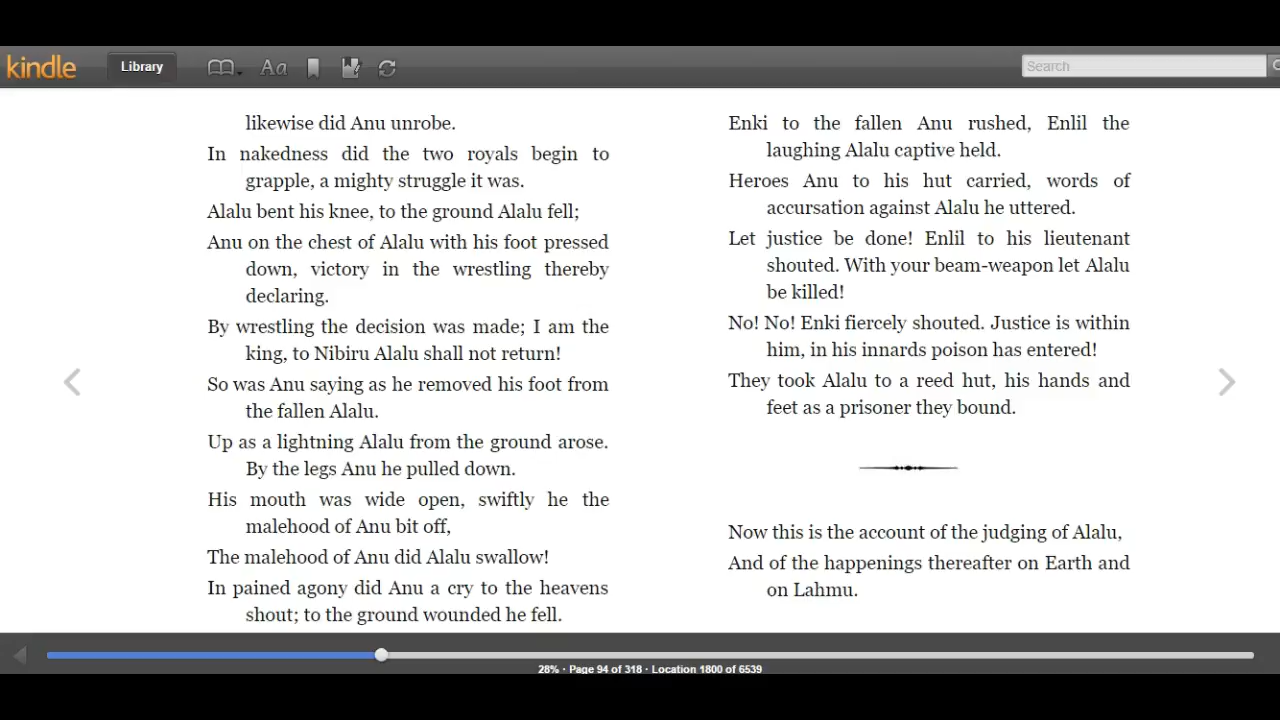 kindle
Library
Aa
Search
likewise did Anu unrobe.
In nakedness did the two royals begin to
grapple, a mighty struggle it was.
Alalu bent his knee, to the ground Alalu fell;
Anu on the chest of Alalu with his foot pressed
down, victory in the wrestling thereby
declaring.
By wrestling the decision was made; I am the
king, to Nibiru Alalu shall not return!
So was Anu saying as he removed his foot from
the fallen Alalu.
Up as a lightning Alalu from the ground arose.
By the legs Anu he pulled down.
His mouth was wide open, swiftly he the
malehood of Anu bit off,
The malehood of Anu did Alalu swallow!
In pained agony did Anu a cry to the heavens
shout; to the ground wounded he fell.
Enki to the fallen Anu rushed, Enlil the
laughing Alalu captive held.
Heroes Anu to his hut carried, words of
accursation against Alalu he uttered.
Let justice be done! Enlil to his lieutenant
shouted. With your beam-weapon let Alalu
be killed!
No! No! Enki fiercely shouted. Justice is within
him, in his innards poison has entered!
They took Alalu to a reed hut, his hands and
feet as a prisoner they bound.
Now this is the account of the judging of Alalu,
And of the happenings thereafter on Earth and
on Lahmu.
28% · Page 94 of 318 · Location 1800 of 6539